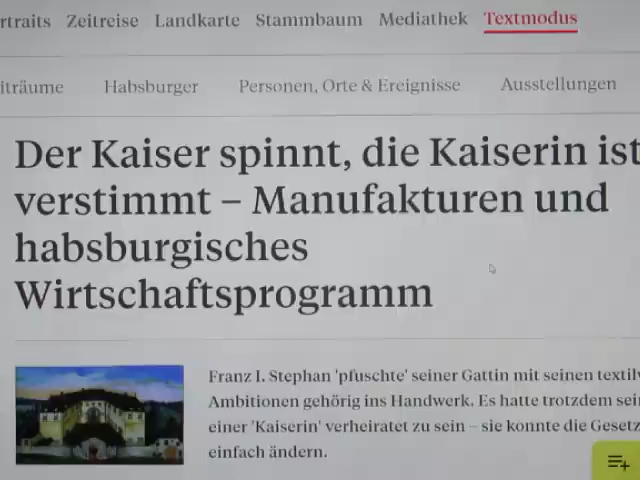 rtraits Zeitreise Landkarte Stammbaum Mediathek Textmodus
iträume Habsburger Personen, Orte & Ereignisse Ausstellungen
Der Kaiser spinnt, die Kaiserin ist
verstimmt – Manufakturen und
habsburgisches
Wirtschaftsprogramm
Franz I. Stephan 'pfuschte' seiner Gattin mit seinen textil
Ambitionen gehörig ins Handwerk. Es hatte trotzdem sei
einer 'Kaiserin' verheiratet zu sein – sie konnte die Gesetz
einfach ändern.